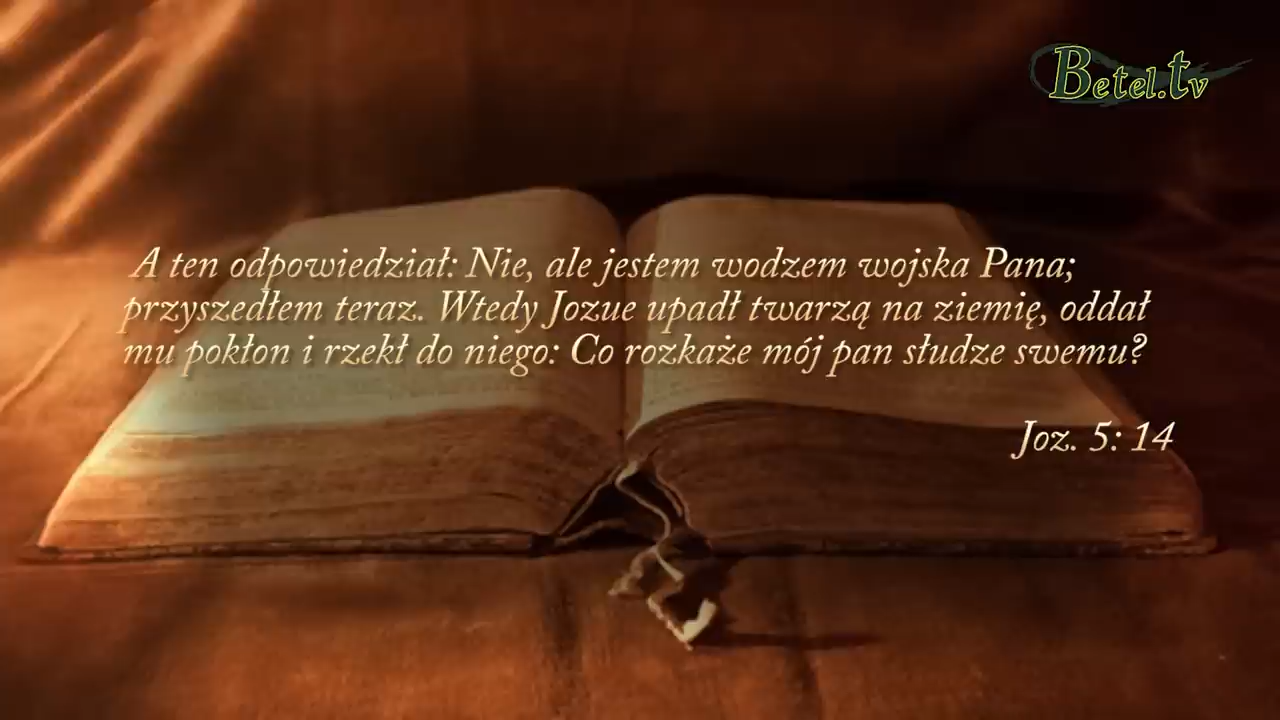 Betel.tv
A ten odpowiedział: Nie, ale jestem wodzem wojska Pana;
przyszedłem teraz. Wtedy Jozue upadł twarzą na ziemię, oddał
mu pokłon i rzekł do niego: Co rozkaże mój pan słudze swemu?
Joz. 5: 14